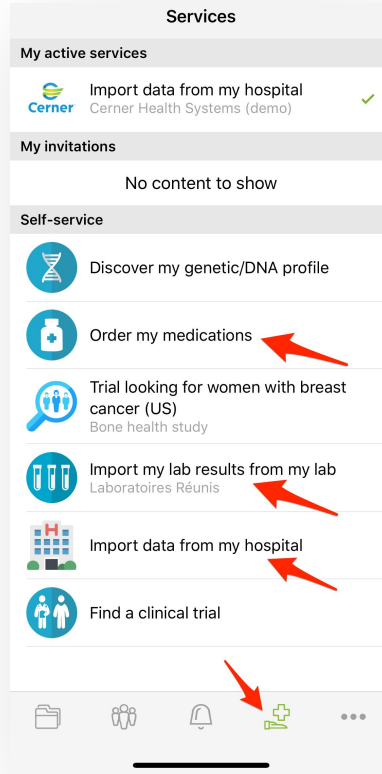 Services
My active services
Import data from my hospital
Cerner
Cerner Health Systems (demo)
My invitations
No content to show
Self-service
Discover my genetic/DNA profile
Order my medications
Trial looking for women with breast
cancer (US)
Bone health study
Import my lab results from my lab
Laboratoires Réunis
H
Import data from my hospital
Find a clinical trial